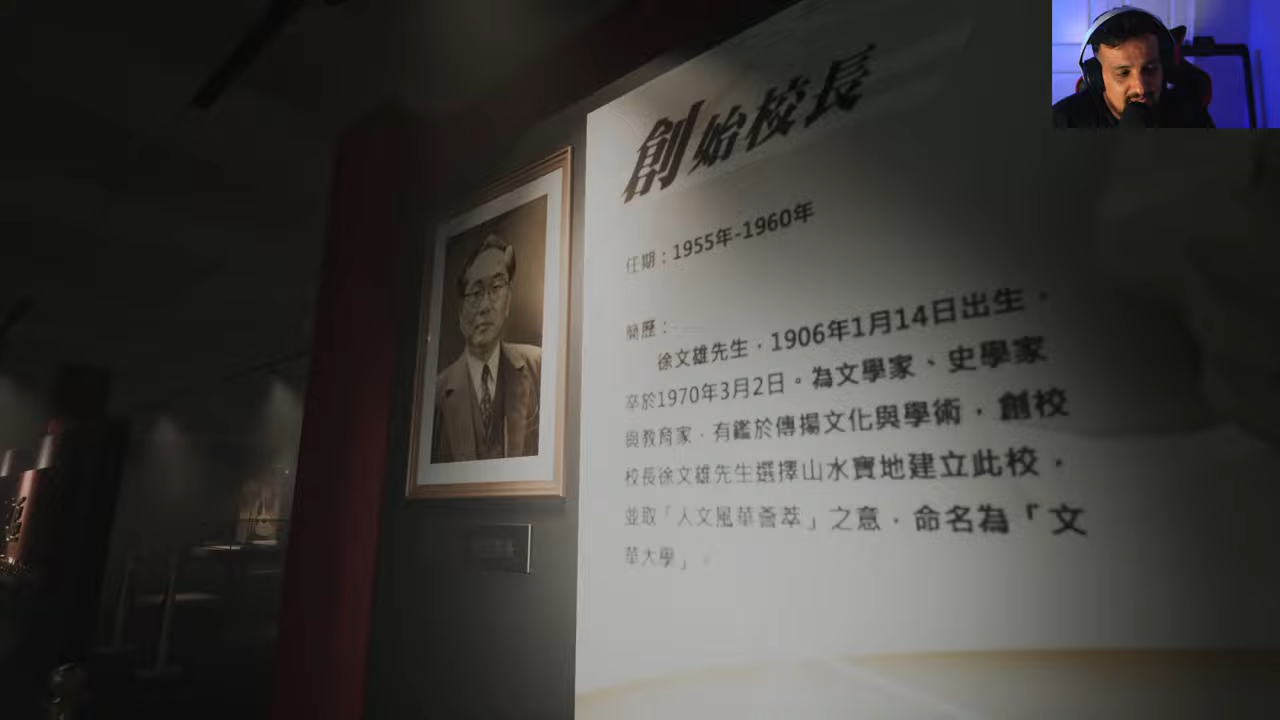 創始校長
任期：1955年-1960年
簡歷：
徐文雄先生，1906年1月14日出生，
卒於1970年3月2日。為文學家、史學家
與教育家，有鑑於傳揚文化與學術，創校
校長徐文雄先生選擇山水寶地建立此校，
並取「人文風華薈萃」之意，命名為「文
華大學」。